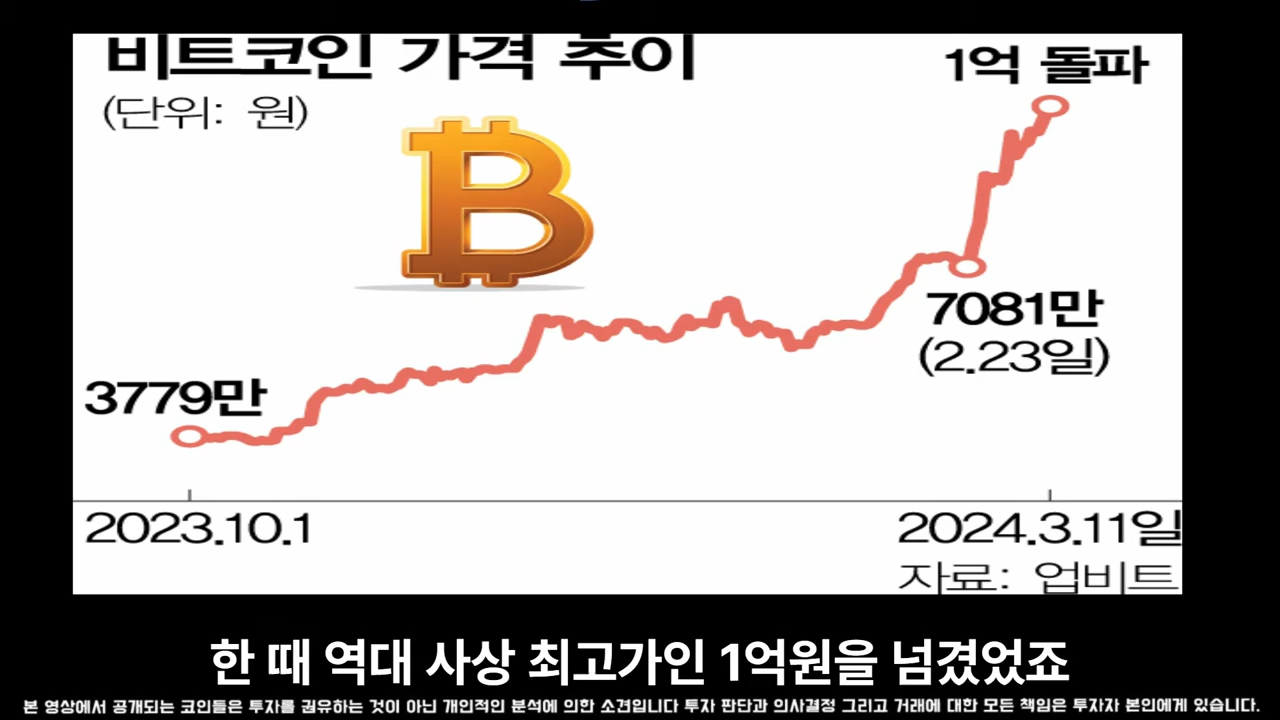 비트코인 가격 추이
1억 돌파
(단위: 원)
7081만
(2.23일)
3779만
2023.10.1
2024.3.11일
자료: 업비트
한 때 역대 사상 최고가인 1억원을 넘겼었죠
본 영상에서 공개되는 코인들은 투자를 권유하는 것이 아닌 개인적인 분석에 의한 소견입니다 투자 판단과 의사결정 그리고 거래에 대한 모든 책임은 투자자 본인에게 있습니다.